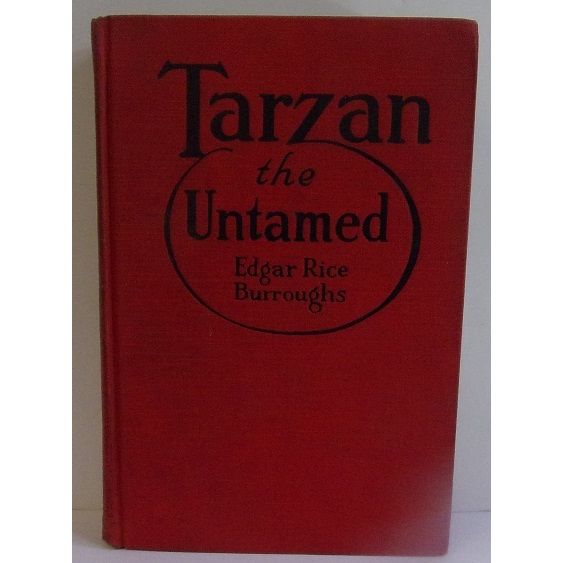 Tarzan
the
Untamed
Edgar Rice
Burroughs